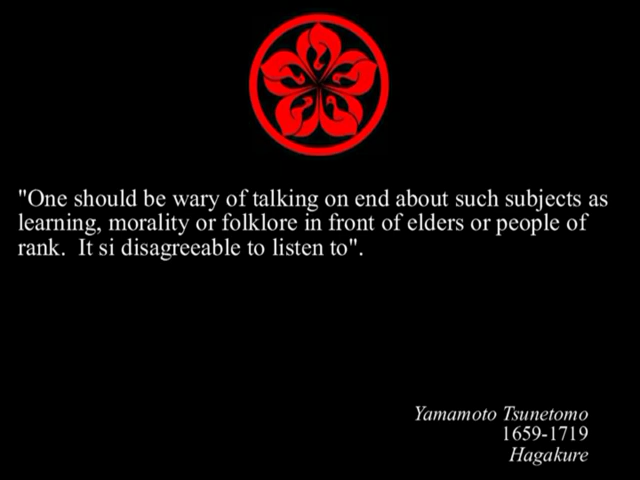 "One should be wary of talking on end about such subjects as
learning, morality or folklore in front of elders or people of
rank.  It si disagreeable to listen to".
Yamamoto Tsunetomo
1659-1719
Hagakure